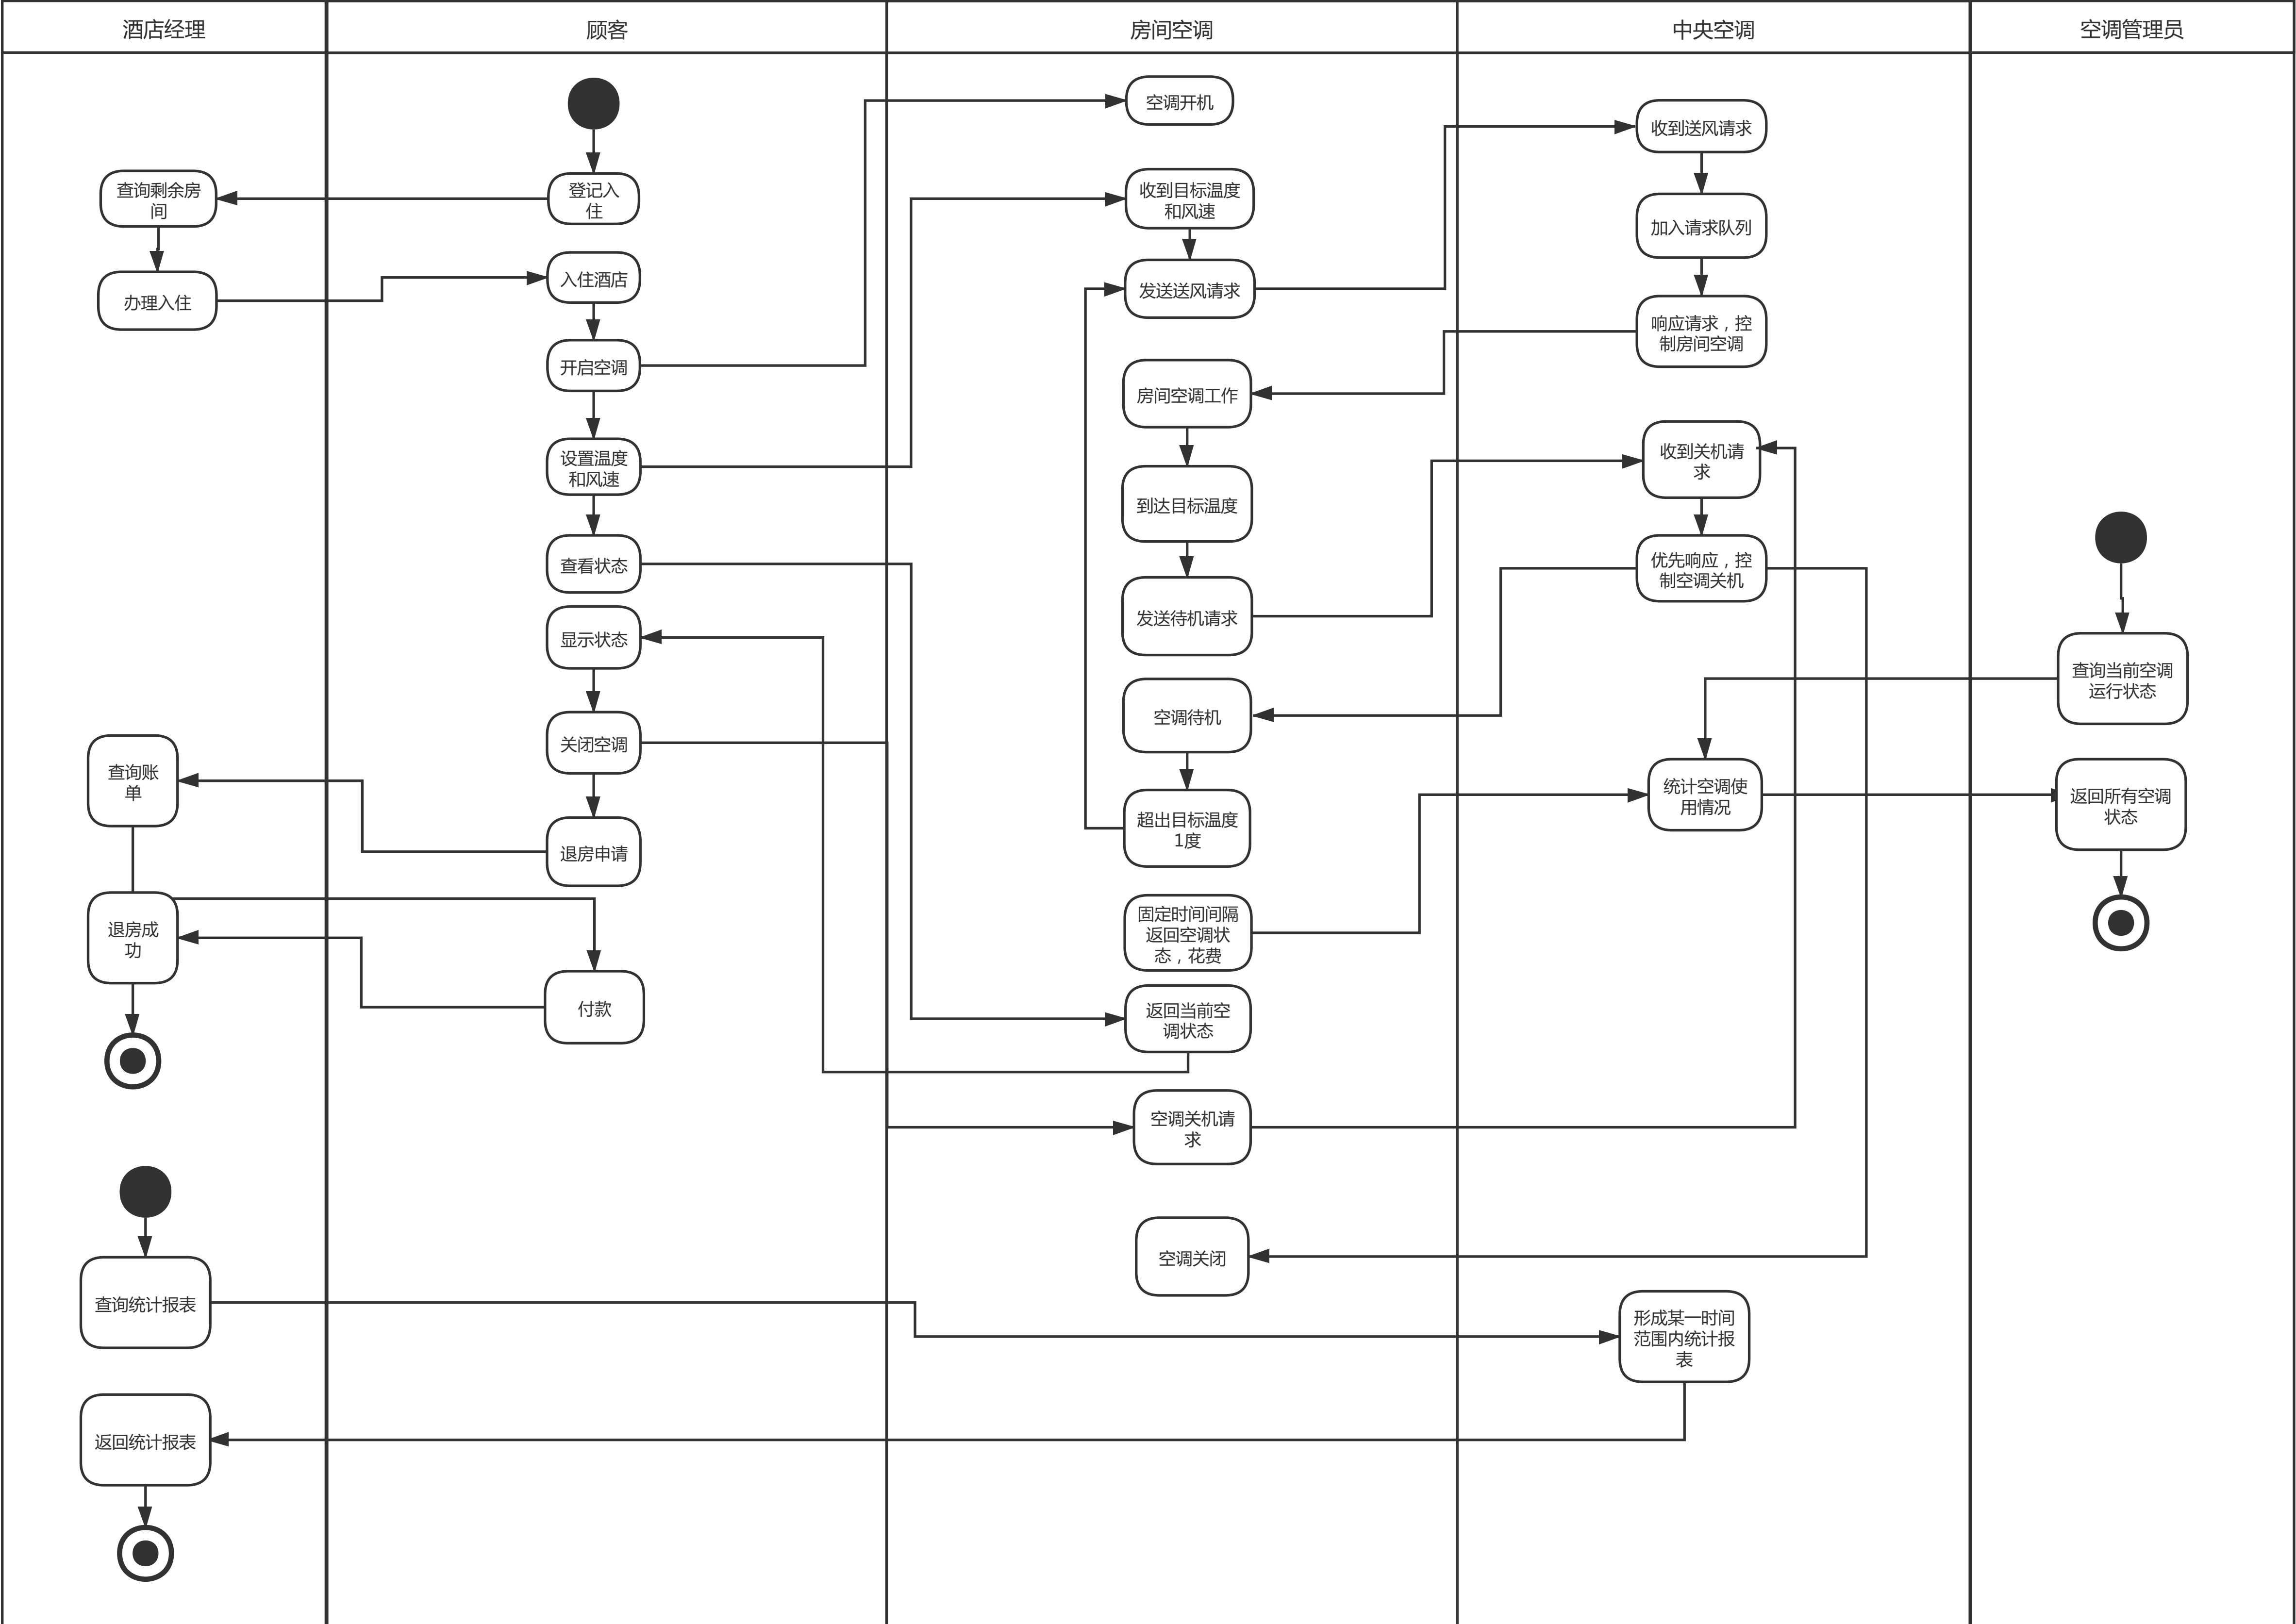 酒店经理
顾客
房间空调
中央空调
空调管理员
查询剩余房
间
办理入住
查询账
单
退房成
功
查询统计报表
返回统计报表
登记入
住
入住酒店
开启空调
设置温度
和风速
查看状态
显示状态
关闭空调
退房申请
付款
空调开机
收到目标温度
和风速
发送送风请求
房间空调工作
到达目标温度
发送待机请求
空调待机
超出目标温度
1度
固定时间间隔
返回空调状
态，花费
返回当前空
调状态
空调关机请
求
空调关闭
收到送风请求
加入请求队列
响应请求，控
制房间空调
收到关机请
求
优先响应，控
制空调关机
统计空调使
用情况
形成某一时间
范围内统计报
表
查询当前空调
运行状态
返回所有空调
状态